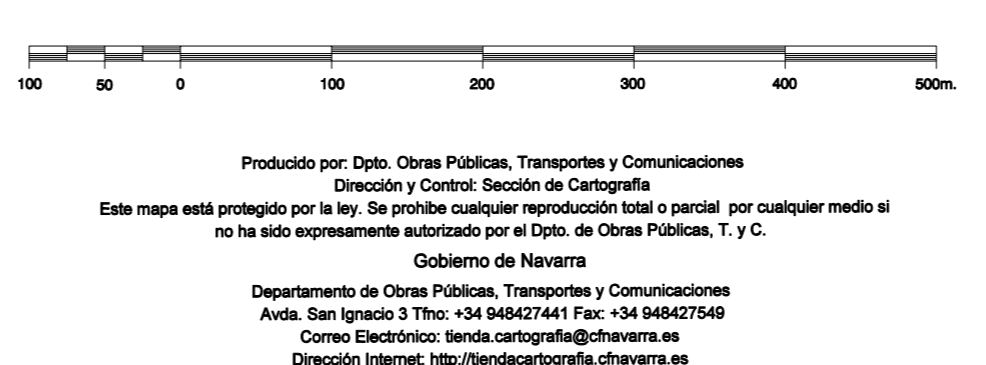 100 50 0 100 200 300 400 500m.
Producido por: Dpto. Obras Públicas, Transportes y Comunicaciones
Dirección y Control: Sección de Cartografía
Este mapa está protegido por la ley. Se prohibe cualquier reproducción total o parcial por cualquier medio si
no ha sido expresamente autorizado por el Dpto. de Obras Públicas, T. y C.
Gobierno de Navarra
Departamento de Obras Públicas, Transportes y Comunicaciones
Avda. San Ignacio 3 Tfno: +34 948427441 Fax: +34 948427549
Correo Electrónico: tienda.cartografia@cfnavarra.es
Dirección Internet: http://tiendacartografia.cfnavarra.es